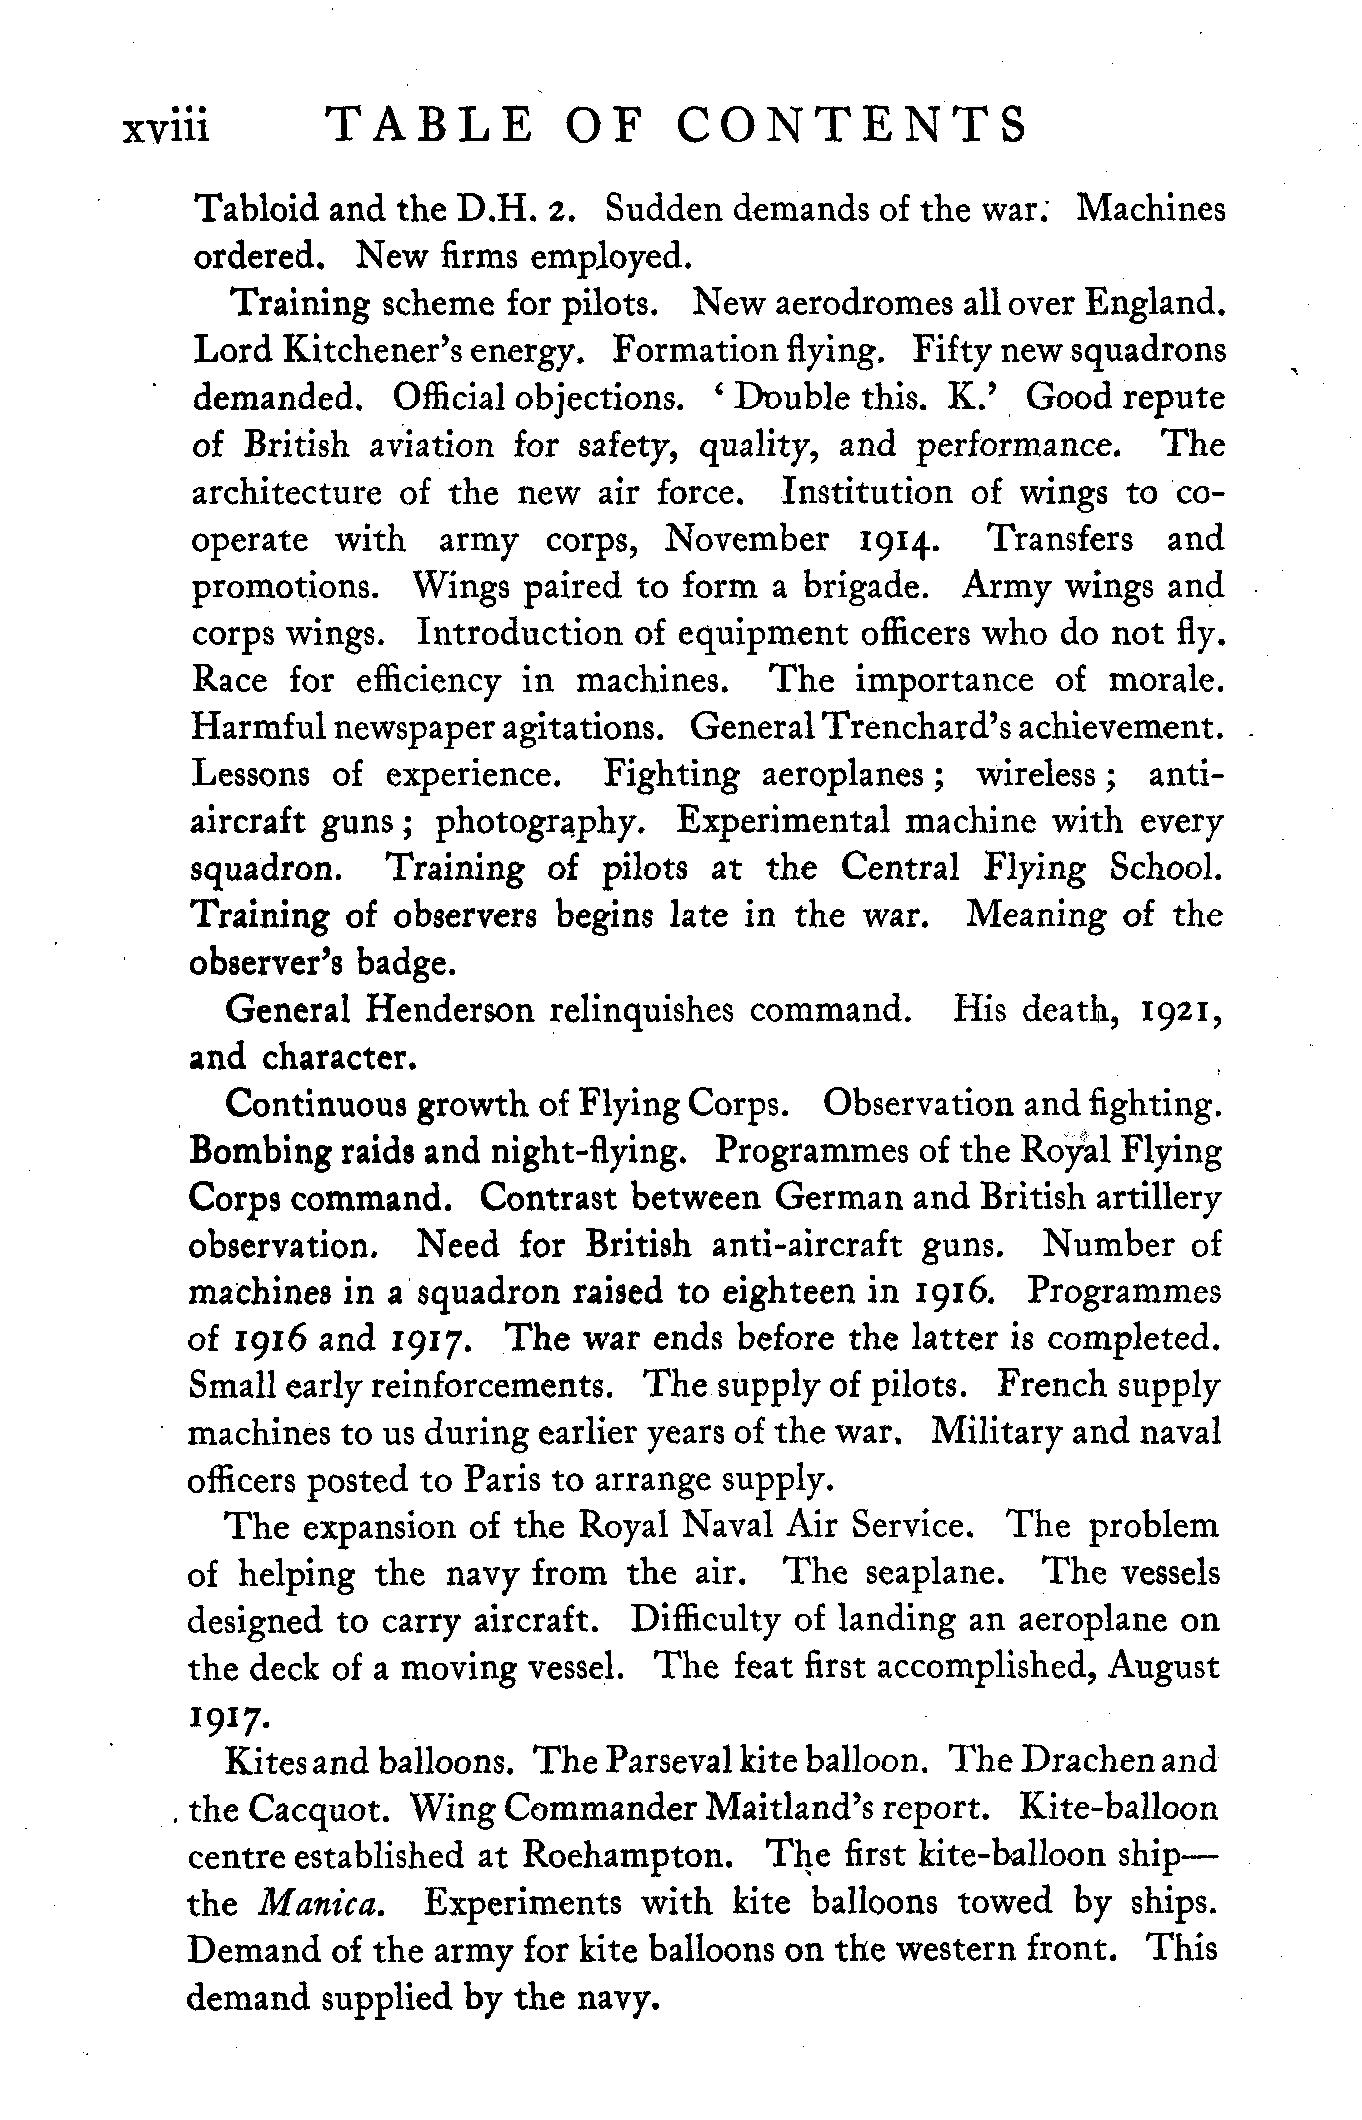 xviii TABLE OF CONTENTS
Tabloid and the D.H. 2. Sudden demands of the war. Machines
ordered. New firms employed.
Training scheme for pilots. New aerodromes all over England.
Lord Kitchener's energy. Formation flying. Fifty new squadrons
demanded. Official objections. ‘ Double this. K.’ Good repute
of British aviation for safety, quality, and performance. The
architecture of the new air force. Institution of wings to co-
operate with army corps, November 1914. Transfers and
promotions. Wings paired to form a brigade. Army wings and
corps wings. Introduction of equipment officers who do not fly.
Race for efficiency in machines. The importance of morale.
Harmful newspaper agitations. General Trenchard's achievement.
Lessons of experience. Fighting aeroplanes ; wireless ; anti-
aircraft guns ; photography. Experimental machine with every
squadron. Training of pilots at the Central Flying School.
Training of observers begins late in the war. Meaning of the
observer's badge.
General Henderson relinquishes command. His death, 1921,
and character.
Continuous growth of Flying Corps. Observation and fighting.
Bombing raids and night-flying. Programmes of the Royal Flying
Corps command. Contrast between German and British artillery
observation. Need for British anti-aircraft guns. Number of
machines in a squadron raised to eighteen in 1916. Programmes
of 1916 and 1917. The war ends before the latter is completed.
Small early reinforcements. The supply of pilots. French supply
machines to us during earlier years of the war. Military and naval
officers posted to Paris to arrange supply.
The expansion of the Royal Naval Air Service. The problem
of helping the navy from the air. The seaplane. The vessels
designed to carry aircraft. Difficulty of landing an aeroplane on
the deck of a moving vessel. The feat first accomplished, August
1917.
Kites and balloons. The Parseval kite balloon. The Drachen and
the Cacquot. Wing Commander Maitland's report. Kite-balloon
centre established at Roehampton. The first kite-balloon ship—
the Manica. Experiments with kite balloons towed by ships.
Demand of the army for kite balloons on the western front. This
demand supplied by the navy.